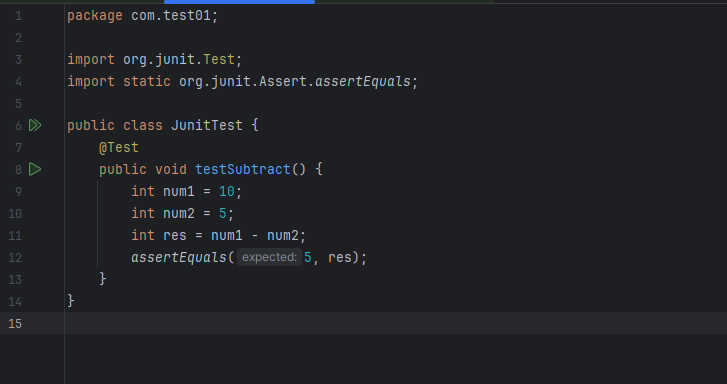 1 package com.test01;
2
3 import org.junit.Test;
4 import static org.junit.Assert.assertEquals;
5
6 public class JunitTest {
7     @Test
8     public void testSubtract() {
9         int num1 = 10;
10         int num2 = 5;
11         int res = num1 - num2;
12         assertEquals( expected: 5, res);
13     }
14 }
15